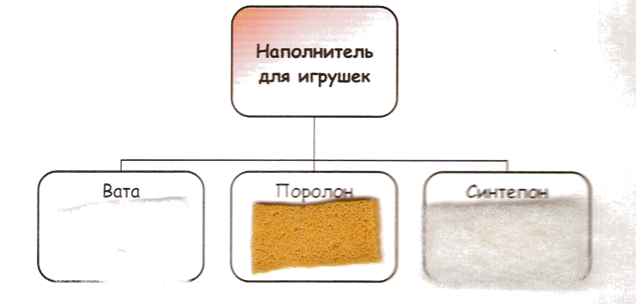 Наполнитель
для игрушек
Вата
Поролон
Синтепон